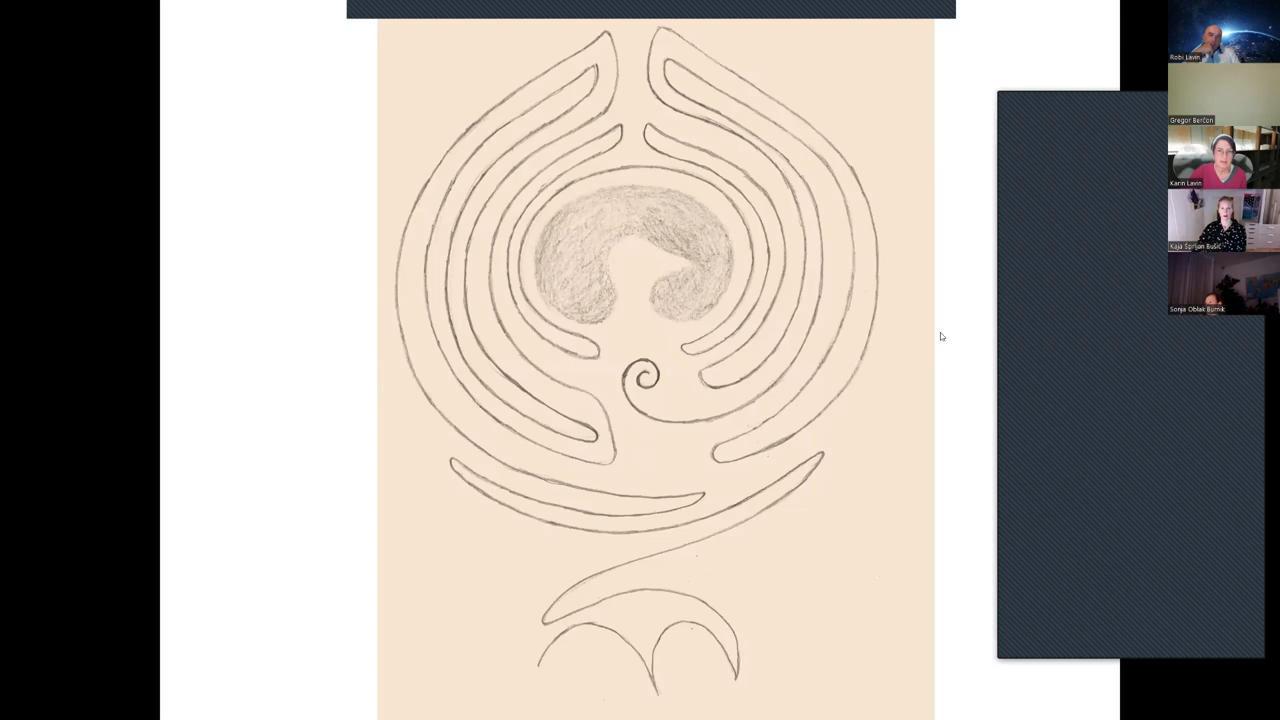 Robi Lavin
Gregor Berčon
Karin Lavin
Kaja Šprljan Bušić
Sonja Oblak Burnik